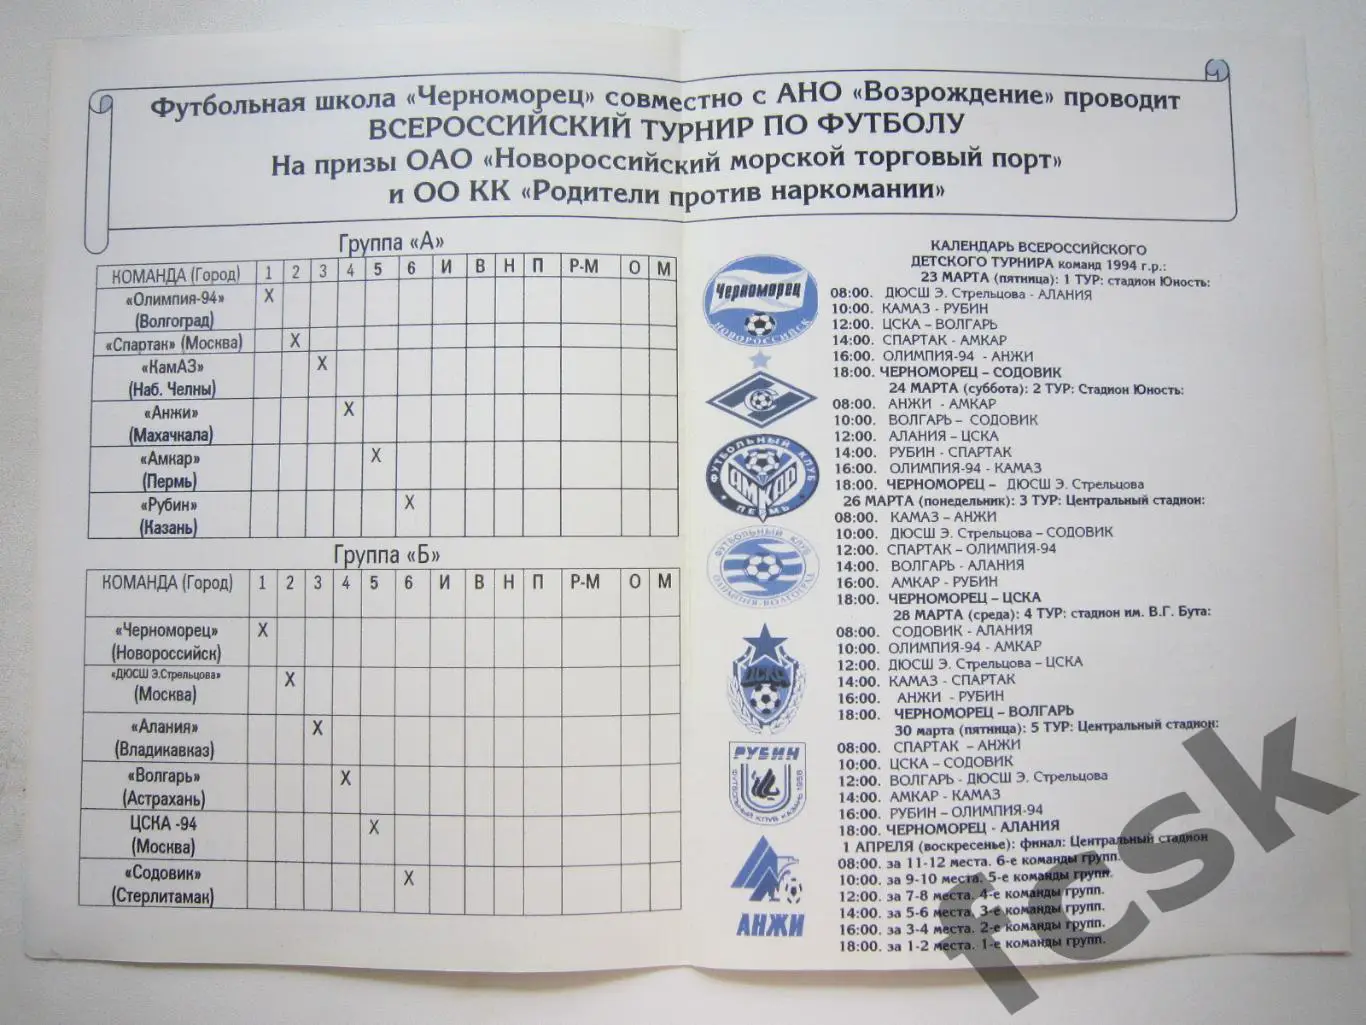 Футбольная школа «Черноморец» совместно с АНО «Возрождение» проводит
ВСЕРОССИЙСКИЙ ТУРНИР ПО ФУТБОЛУ
На призы ОАО «Новороссийский морской торговый порт»
и ОО КК «Родители против наркомании»
Группа «А»
КОМАНДА (Город) 1 2 3 4 5 6 И В Н П Р-М О М
«Олимпия-94» X
(Волгоград)
«Спартак» (Москва) X
«КамАЗ» X
(Наб. Челны)
«Анжи» X
(Махачкала)
«Амкар» X
(Пермь)
«Рубин» X
(Казань)
Группа «Б»
КОМАНДА (Город) 1 2 3 4 5 6 И В Н П Р-М О М
«Черноморец» X
(Новороссийск)
«ДЮСШ Э.Стрельцова» X
(Москва)
«Алания» X
(Владикавказ)
«Волгарь» X
(Астрахань)
ЦСКА -94 X
(Москва)
«Содовик» X
(Стерлитамак)
Черноморец
НОВОРОССИЙСК
ФУТБОЛЬНЫЙ КЛУБ
АМКАР
ПЕРМЬ
ФУТБОЛЬНЫЙ КЛУБ
ОЛИМПИЯ-ВОЛГОГРАД
ЦСКА
РУБИН
ФУТБОЛЬНЫЙ КЛУБ КАЗАНЬ 1958
АНЖИ
КАЛЕНДАРЬ ВСЕРОССИЙСКОГО
ДЕТСКОГО ТУРНИРА команд 1994 г.р.:
23 МАРТА (пятница): 1 ТУР: стадион Юность:
08:00. ДЮСШ Э. Стрельцова - АЛАНИЯ
10:00. КАМАЗ - РУБИН
12:00. ЦСКА – ВОЛГАРЬ
14:00. СПАРТАК – АМКАР
16:00. ОЛИМПИЯ-94 - АНЖИ
18:00. ЧЕРНОМОРЕЦ – СОДОВИК
24 МАРТА (суббота): 2 ТУР: Стадион Юность:
08:00. АНЖИ - АМКАР
10:00. ВОЛГАРЬ - СОДОВИК
12:00. АЛАНИЯ – ЦСКА
14:00. РУБИН – СПАРТАК
16:00. ОЛИМПИЯ-94 - КАМАЗ
18:00. ЧЕРНОМОРЕЦ – ДЮСШ Э. Стрельцова
26 МАРТА (понедельник): 3 ТУР: Центральный стадион:
08:00. КАМАЗ – АНЖИ
10:00. ДЮСШ Э. Стрельцова - СОДОВИК
12:00. СПАРТАК – ОЛИМПИЯ-94
14:00. ВОЛГАРЬ - АЛАНИЯ
16:00. АМКАР - РУБИН
18:00. ЧЕРНОМОРЕЦ – ЦСКА
28 МАРТА (среда): 4 ТУР: стадион им. В.Г. Бута:
08:00. СОДОВИК - АЛАНИЯ
10:00. ОЛИМПИЯ-94 - АМКАР
12:00. ДЮСШ Э. Стрельцова – ЦСКА
14:00. КАМАЗ - СПАРТАК
16:00. АНЖИ - РУБИН
18:00. ЧЕРНОМОРЕЦ – ВОЛГАРЬ
30 марта (пятница): 5 ТУР: Центральный стадион:
08:00. СПАРТАК – АНЖИ
10:00. ЦСКА - СОДОВИК
12:00. ВОЛГАРЬ - ДЮСШ Э. Стрельцова
14:00. АМКАР - КАМАЗ
16:00. РУБИН – ОЛИМПИЯ-94
18:00. ЧЕРНОМОРЕЦ - АЛАНИЯ
1 АПРЕЛЯ (воскресенье): финал: Центральный стадион
08:00. за 11-12 места. 6-е команды групп.
10:00. за 9-10 места. 5-е команды групп.
12:00. за 7-8 места. 4-е команды групп.
14:00. за 5-6 места. 3-е команды групп.
16:00. за 3-4 места. 2-е команды групп.
18:00. за 1-2 места. 1-е команды групп.
fcsk